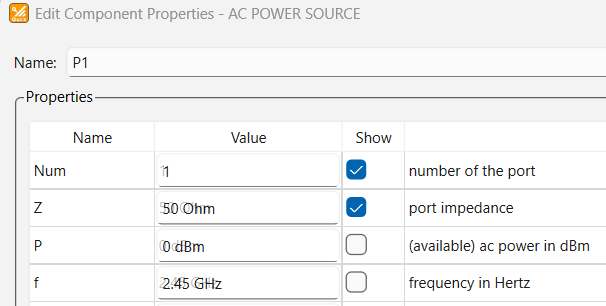 Edit Component Properties - AC POWER SOURCE
Name: P1
Properties
Name Value Show
Num 1 number of the port
Z 50 Ohm port impedance
P 0 dBm (available) ac power in dBm
f 2.45 GHz frequency in Hertz